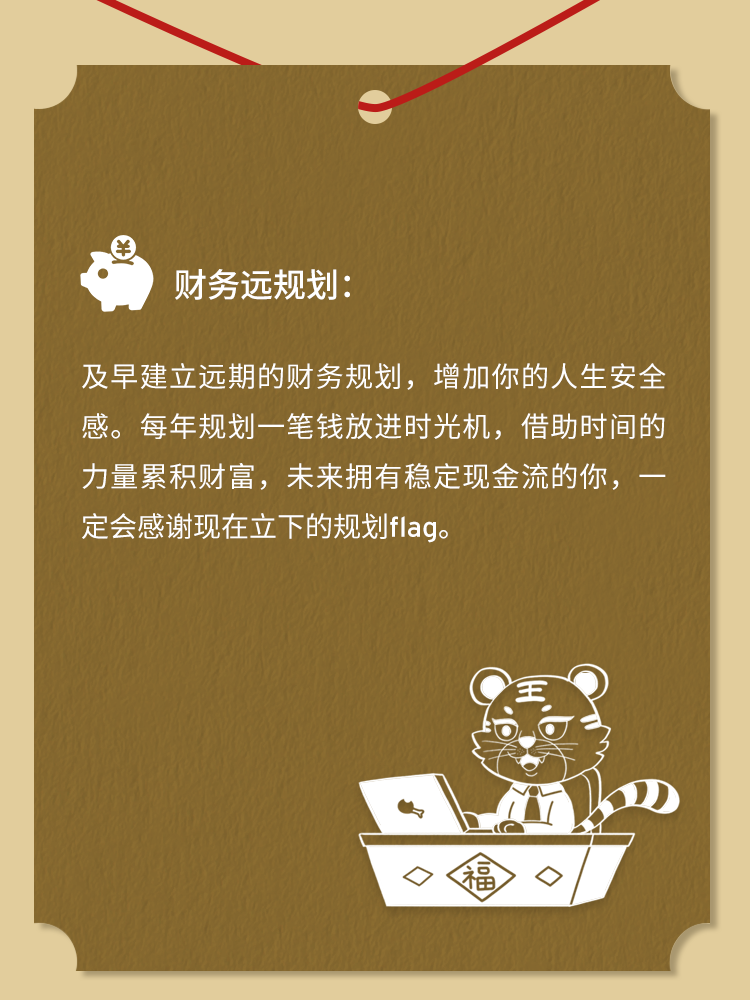 ¥
财务远规划：
及早建立远期的财务规划，增加你的人生安全
感。每年规划一笔钱放进时光机，借助时间的
力量累积财富，未来拥有稳定现金流的你，一
定会感谢现在立下的规划flag。
王
福